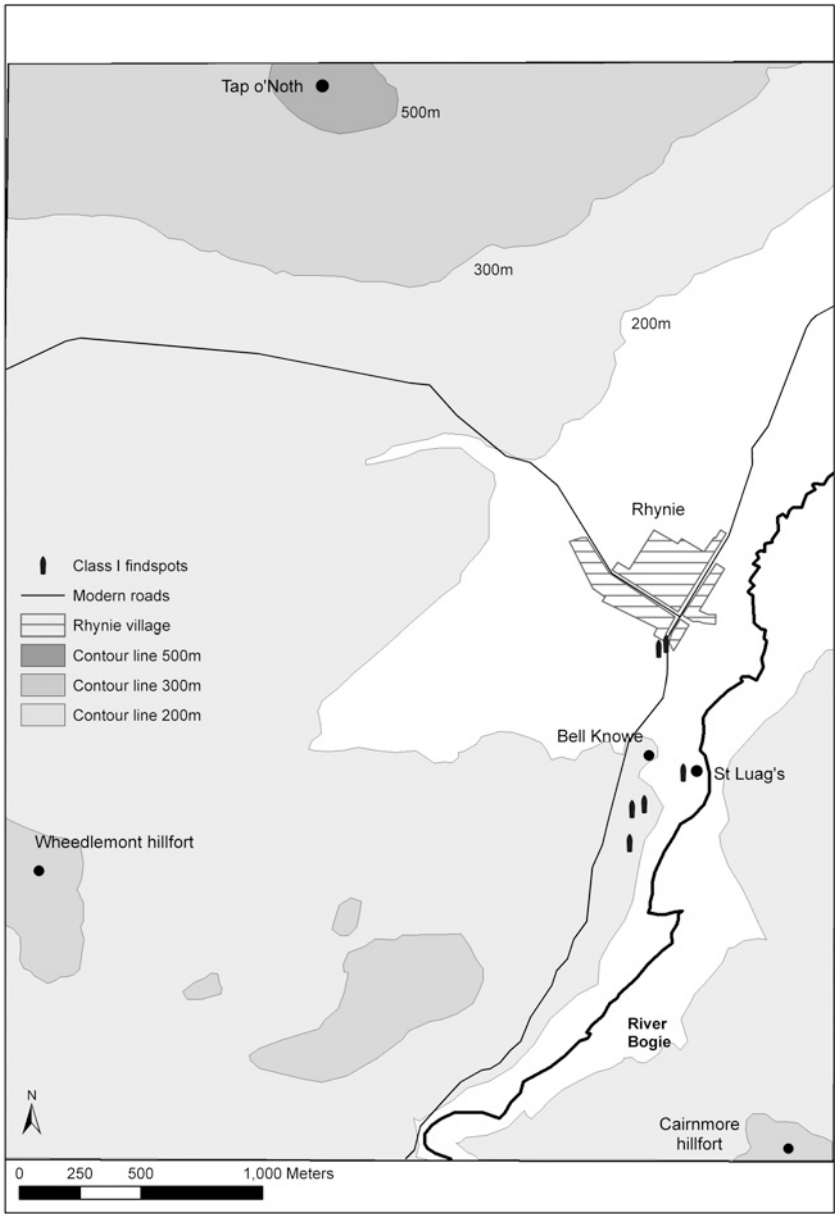 Tap o'Noth
500m
300m
200m
Rhynie
Class I findspots
Modern roads
Rhynie village
Contour line 500m
Contour line 300m
Contour line 200m
Bell Knowe
St Luag's
Wheedlemont hillfort
River
Bogie
N
Cairnmore
hillfort
0 250 500 1,000 Meters